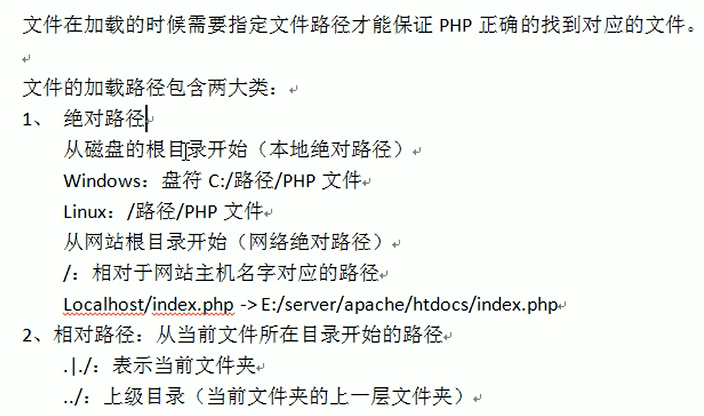 文件在加载的时候需要指定文件路径才能保证 PHP 正确的找到对应的文件。
文件的加载路径包含两大类：
1、 绝对路径
从磁盘的根目录开始（本地绝对路径）
Windows：盘符 C:/路径/PHP 文件
Linux：/路径/PHP 文件
从网站根目录开始（网络绝对路径）
/：相对于网站主机名字对应的路径
Localhost/index.php -> E:/server/apache/htdocs/index.php
2、相对路径：从当前文件所在目录开始的路径
.|./：表示当前文件夹
../：上级目录（当前文件夹的上一层文件夹）